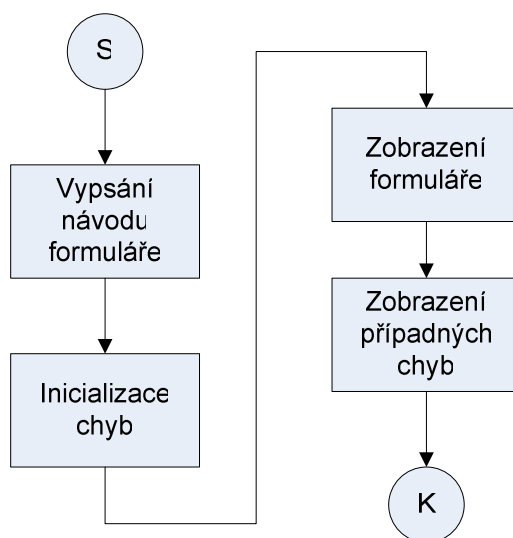 S
Vypsání
návodu
formuláře
Inicializace
chyb
Zobrazení
formuláře
Zobrazení
případných
chyb
K